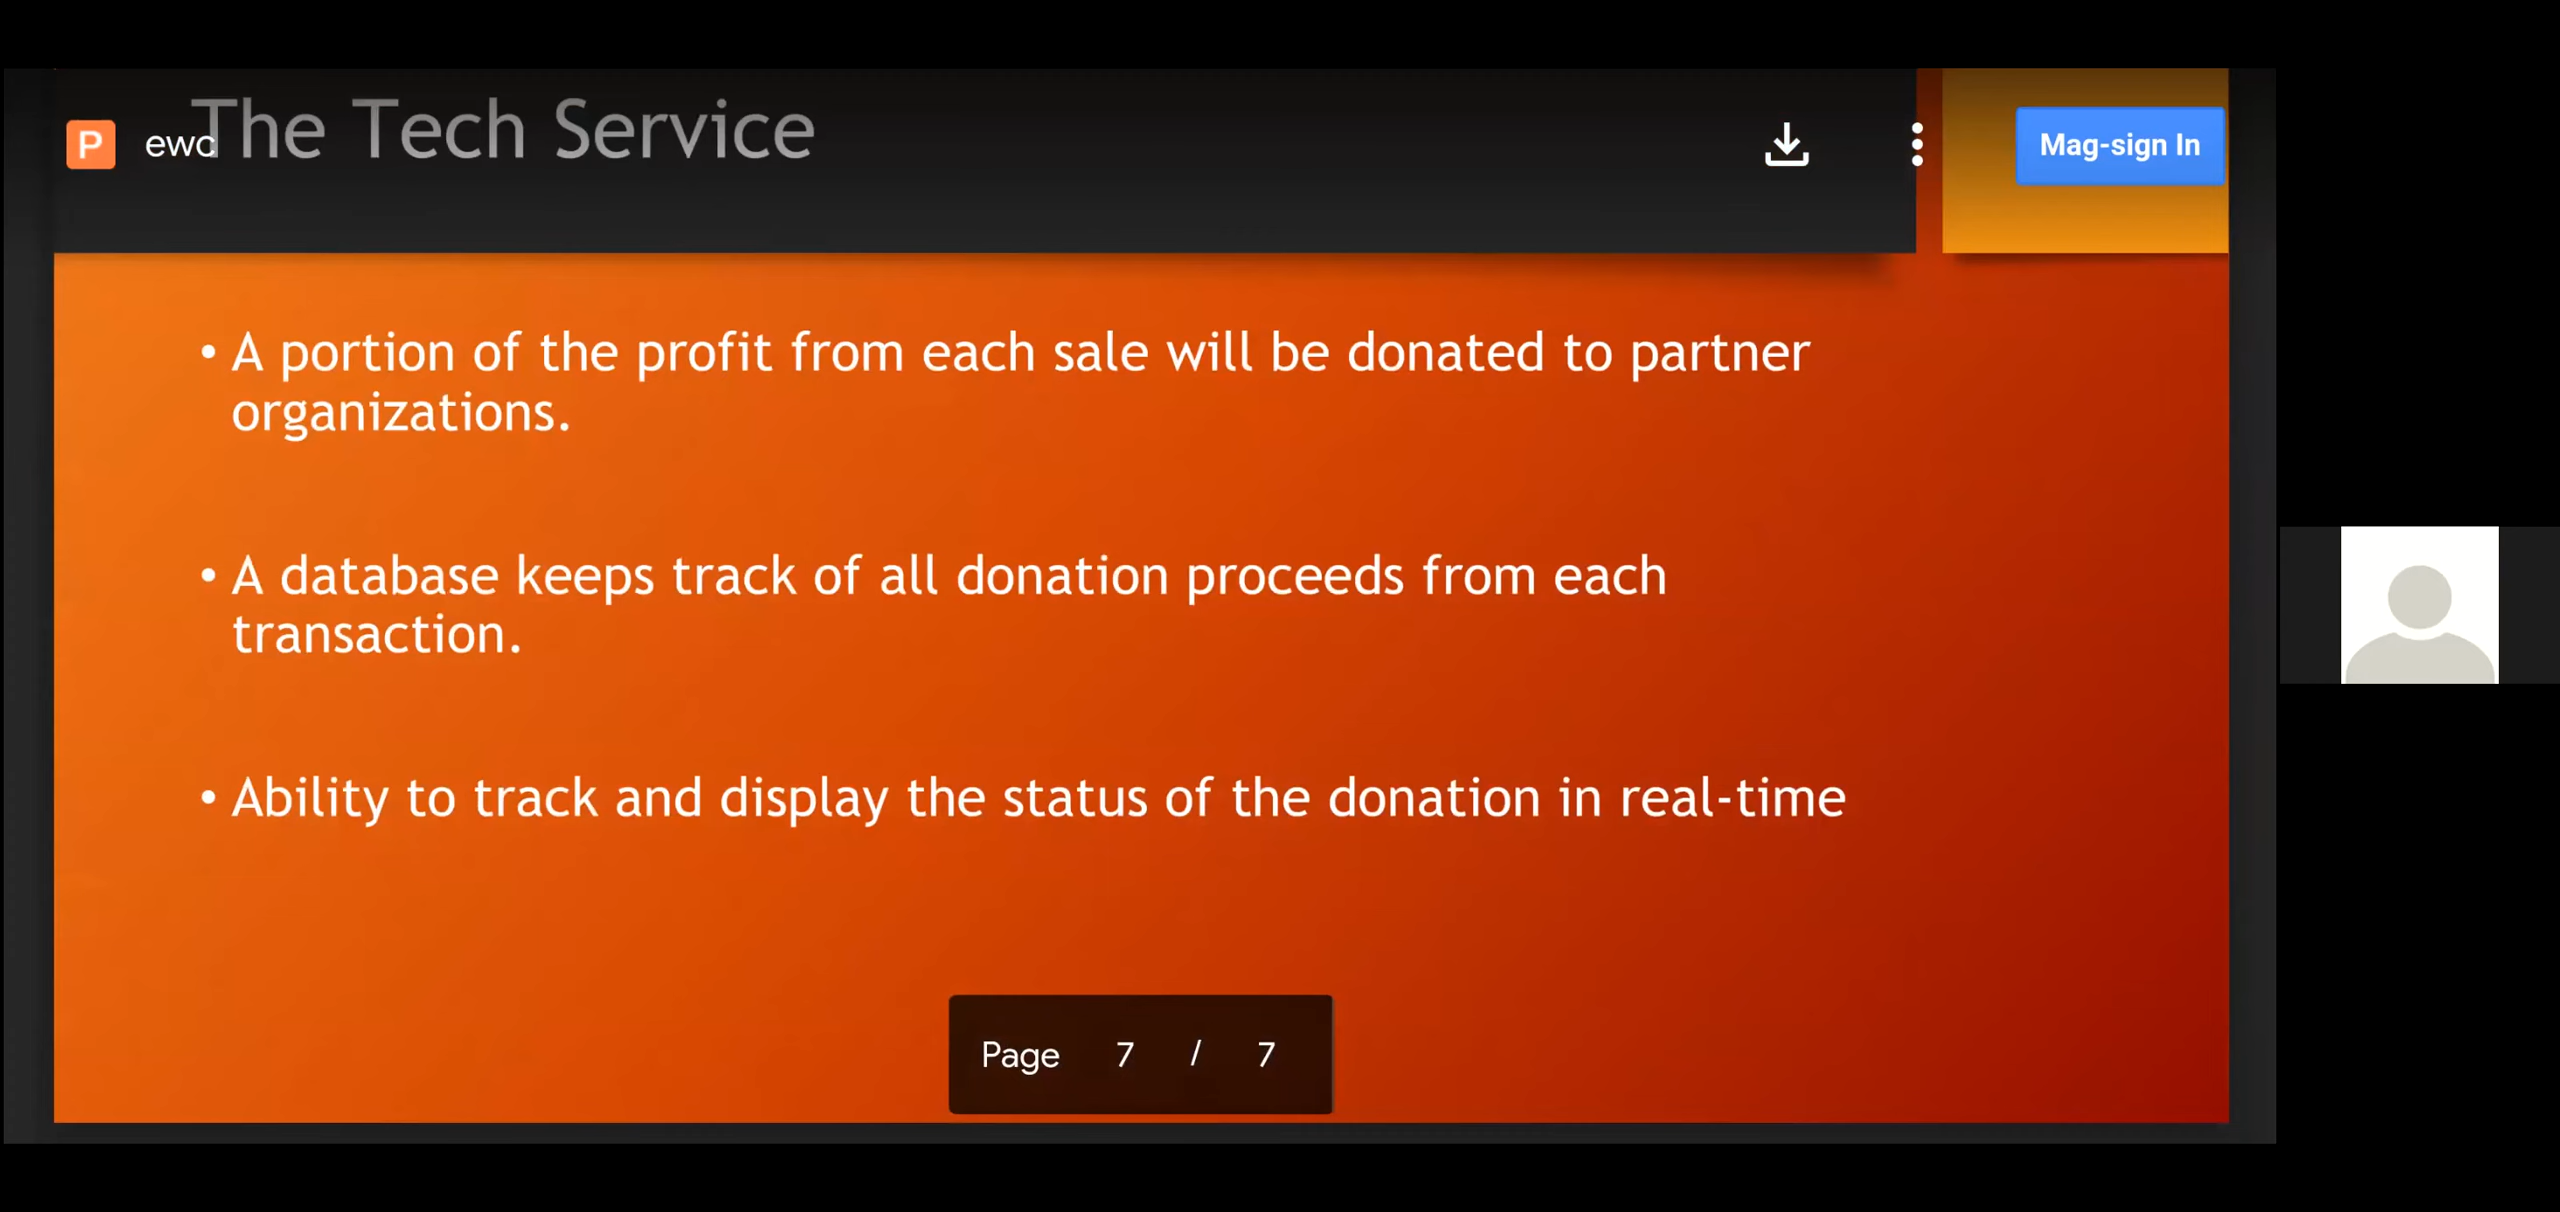 The Tech Service
P ewc
Mag-sign In
• A portion of the profit from each sale will be donated to partner
organizations.
• A database keeps track of all donation proceeds from each
transaction.
• Ability to track and display the status of the donation in real-time
Page 7 / 7